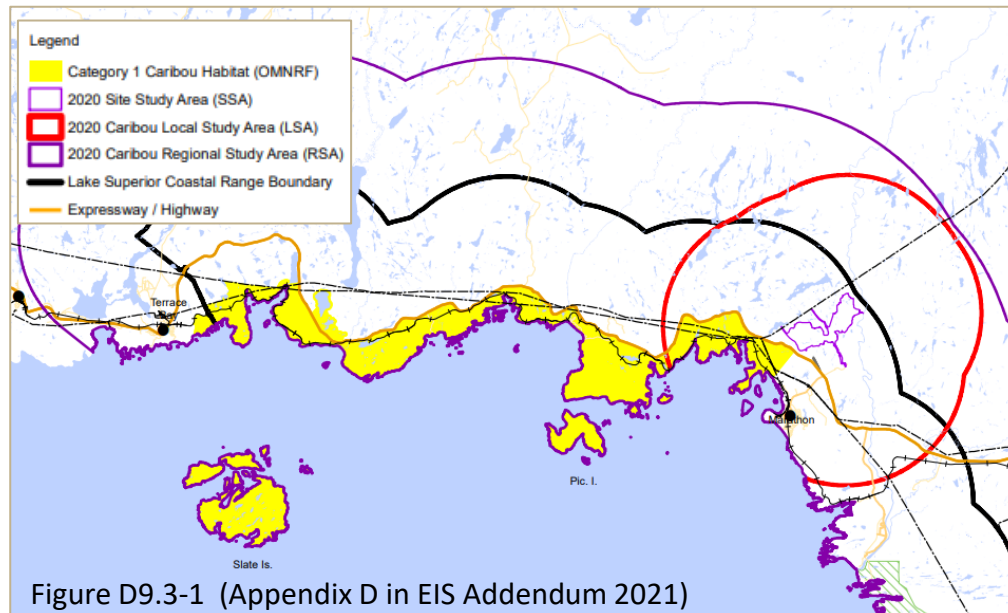 Legend
Category 1 Caribou Habitat (OMNRF)
2020 Site Study Area (SSA)
2020 Caribou Local Study Area (LSA)
2020 Caribou Regional Study Area (RSA)
Lake Superior Coastal Range Boundary
Expressway / Highway
Terrace
Bay
Marathon
Pic. I.
Slate Is.
Figure D9.3-1 (Appendix D in EIS Addendum 2021)